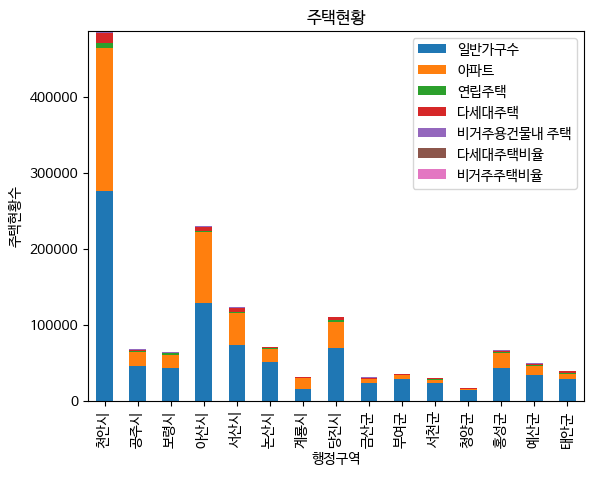 주택현황
주택현황수
400000
300000
200000
100000
0
일반가구수
아파트
연립주택
다세대주택
비거주용건물내 주택
다세대주택비율
비거주주택비율
천안시
공주시
보령시
아산시
서산시
논산시
계룡시
당진시
금산군
부여군
서천군
청양군
홍성군
예산군
태안군
행정구역